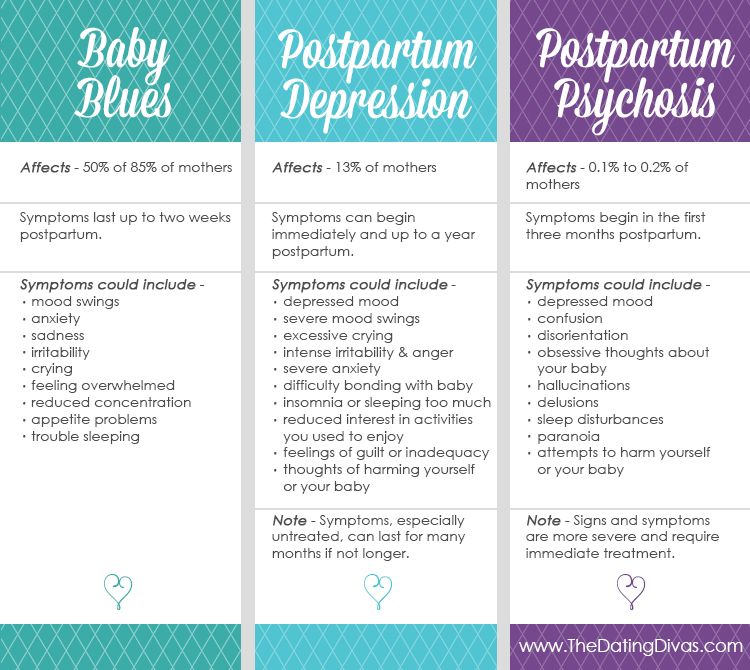 Baby
Blues
Affects - 50% of 85% of mothers
Symptoms last up to two weeks
postpartum.
Symptoms could include -
· mood swings
· anxiety
· sadness
· irritability
· crying
· feeling overwhelmed
· reduced concentration
· appetite problems
· trouble sleeping
Postpartum
Depression
Affects - 13% of mothers
Symptoms can begin
immediately and up to a year
postpartum.
Symptoms could include -
· depressed mood
· severe mood swings
· excessive crying
· intense irritability & anger
· severe anxiety
· difficulty bonding with baby
· insomnia or sleeping too much
· reduced interest in activities
you used to enjoy
· feelings of guilt or inadequacy
· thoughts of harming yourself
or your baby
Note - Symptoms, especially
untreated, can last for many
months if not longer.
Postpartum
Psychosis
Affects - 0.1% to 0.2% of
mothers
Symptoms begin in the first
three months postpartum.
Symptoms could include -
· depressed mood
· confusion
· disorientation
· obsessive thoughts about
your baby
· hallucinations
· delusions
· sleep disturbances
· paranoia
· attempts to harm yourself
or your baby
Note - Signs and symptoms
are more severe and require
immediate treatment.
www.TheDatingDivas.com